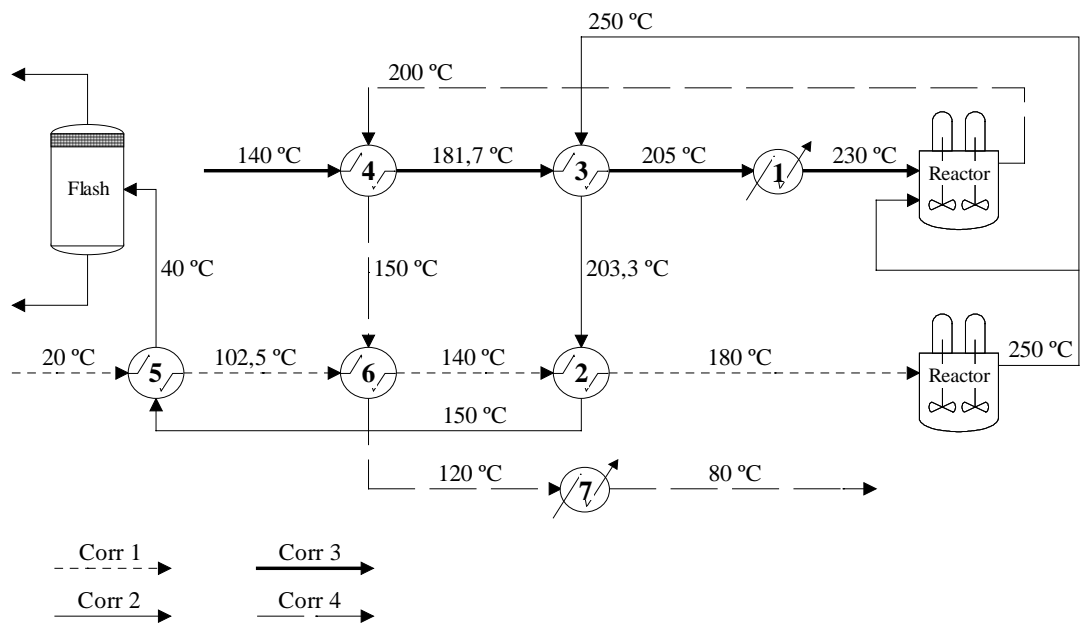 250 ºC
200 ºC
140 ºC
4
181,7 ºC
3
205 ºC
1
230 ºC
Reactor
Flash
40 ºC
150 ºC
203,3 ºC
20 ºC
5
102,5 ºC
6
140 ºC
2
180 ºC
250 ºC
Reactor
150 ºC
120 ºC
7
80 ºC
Corr 1
Corr 3
Corr 2
Corr 4